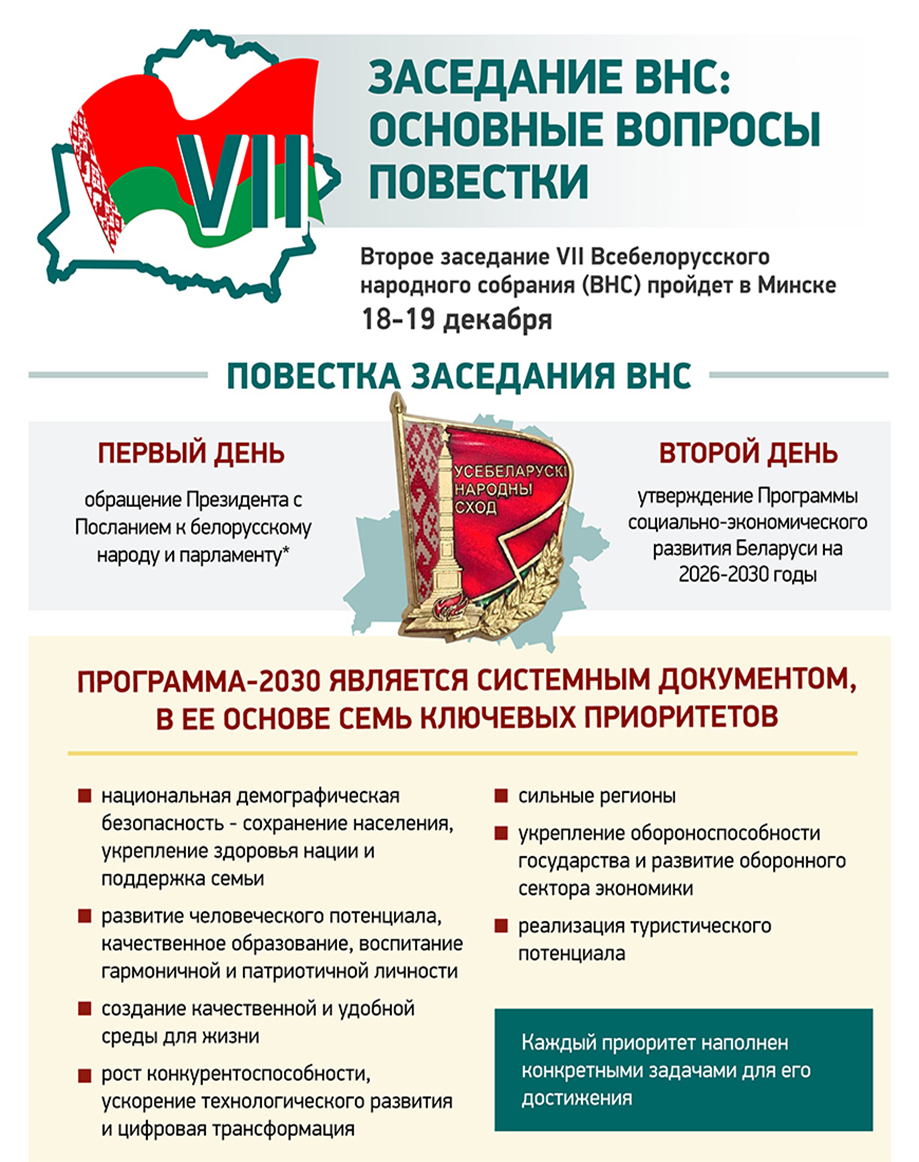 VII
ЗАСЕДАНИЕ ВНС:
ОСНОВНЫЕ ВОПРОСЫ
ПОВЕСТКИ
Второе заседание VII Всебелорусского
народного собрания (ВНС) пройдет в Минске
18-19 декабря
ПОВЕСТКА ЗАСЕДАНИЯ ВНС
ПЕРВЫЙ ДЕНЬ
обращение Президента с
Посланием к белорусскому
народу и парламенту*
УСЕБЕЛАРУСКІ
НАРОДНЫ
СХОД
ВТОРОЙ ДЕНЬ
утверждение Программы
социально-экономического
развития Беларуси на
2026-2030 годы
ПРОГРАММА-2030 ЯВЛЯЕТСЯ СИСТЕМНЫМ ДОКУМЕНТОМ,
В ЕЕ ОСНОВЕ СЕМЬ КЛЮЧЕВЫХ ПРИОРИТЕТОВ
национальная демографическая
безопасность - сохранение населения,
укрепление здоровья нации и
поддержка семьи
развитие человеческого потенциала,
качественное образование, воспитание
гармоничной и патриотичной личности
создание качественной и удобной
среды для жизни
рост конкурентоспособности,
ускорение технологического развития
и цифровая трансформация
сильные регионы
укрепление обороноспособности
государства и развитие оборонного
сектора экономики
реализация туристического
потенциала
Каждый приоритет наполнен
конкретными задачами для его
достижения